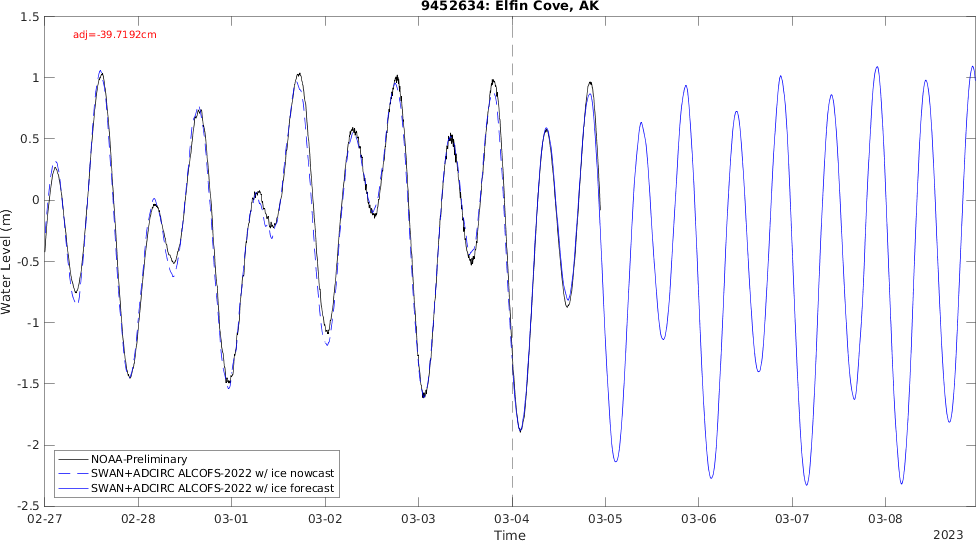 9452634: Elfin Cove, AK
adj=-39.7192cm
1.5
1
0.5
0
-0.5
-1
-1.5
-2
-2.5
Water Level (m)
NOAA-Preliminary
SWAN+ADCIRC ALCOFS-2022 w/ ice nowcast
SWAN+ADCIRC ALCOFS-2022 w/ ice forecast
02-27 02-28 03-01 03-02 03-03 03-04 03-05 03-06 03-07 03-08
Time
2023